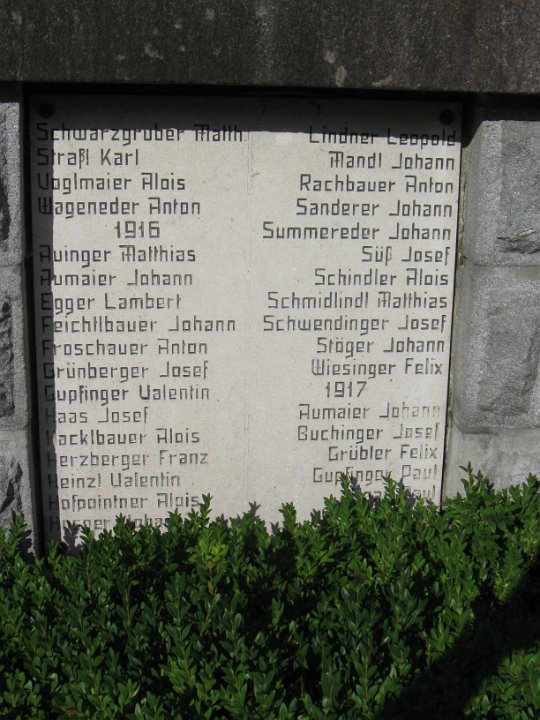 Schwarzgruber Matth
Straßl Karl
Voglmaier Alois
Wageneder Anton
1916
Auinger Matthias
Aumaier Johann
Egger Lambert
Feichtlbauer Johann
Froschauer Anton
Grünberger Josef
Gupfinger Valentin
Haas Josef
Kacklbauer Alois
Herzberger Franz
Heinzl Valentin
Hofpointner Alois
Johann
Lindner Leopold
Mandl Johann
Rachbauer Anton
Sanderer Johann
Summereder Johann
Süß Josef
Schindler Alois
Schmidlindl Matthias
Schwendinger Josef
Stöger Johann
Wiesinger Felix
1917
Aumaier Johann
Buchinger Josef
Grübler Felix
Gupfinger Paul